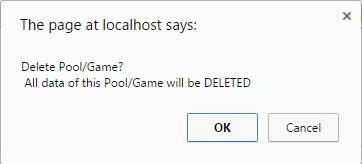 The page at localhost says:
Delete Pool/Game?
All data of this Pool/Game will be DELETED
OK
Cancel